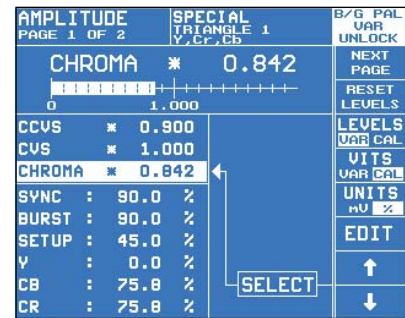 AMPLITUDE
PAGE 1 OF 2
SPECIAL
TRIANGLE 1
Y,Cr,Cb
B/G PAL
VAR
UNLOCK
CHROMA * 0.842
0 1.000
NEXT
PAGE
RESET
LEVELS
CCVS * 0.900
CVS * 1.000
CHROMA * 0.842
SYNC : 90.0 %
BURST : 90.0 %
SETUP : 45.0 %
Y : 0.0 %
CB : 75.8 %
CR : 75.8 %
SELECT
LEVELS
VAR CAL
VITS
VAR CAL
UNITS
mV %
EDIT
↑
↓